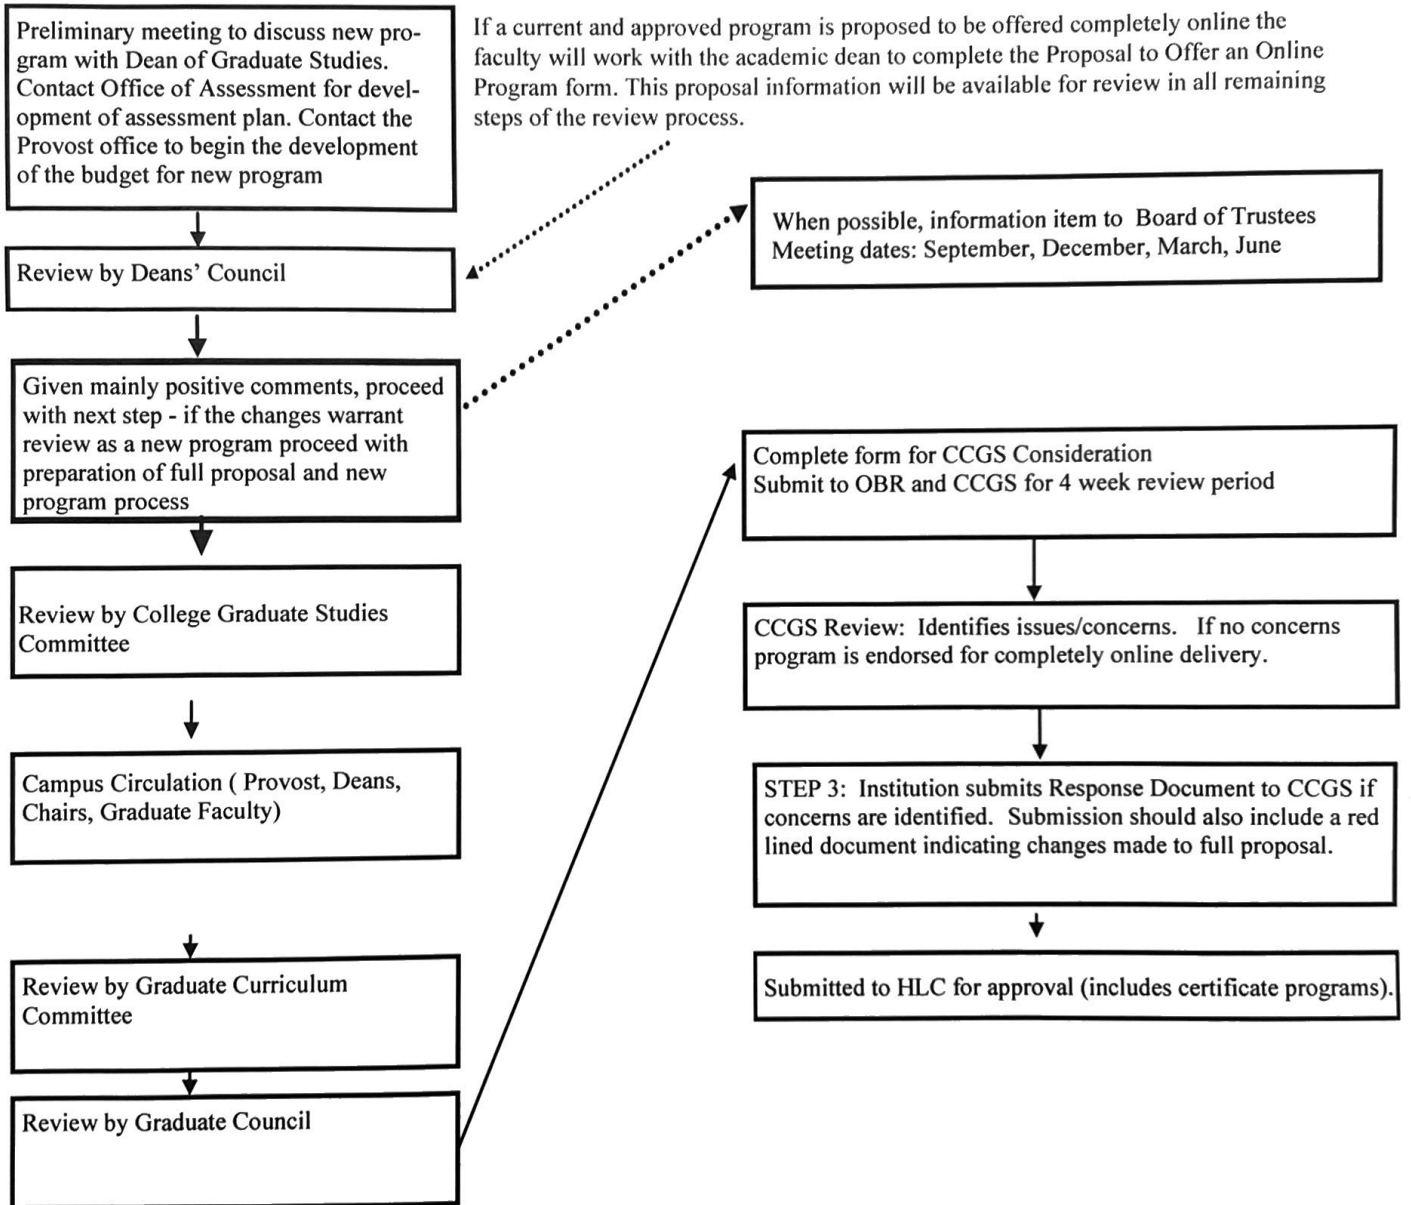 Preliminary meeting to discuss new pro-
gram with Dean of Graduate Studies.
Contact Office of Assessment for devel-
opment of assessment plan. Contact the
Provost office to begin the development
of the budget for new program
If a current and approved program is proposed to be offered completely online the
faculty will work with the academic dean to complete the Proposal to Offer an Online
Program form. This proposal information will be available for review in all remaining
steps of the review process.
Review by Deans’ Council
When possible, information item to  Board of Trustees
Meeting dates: September, December, March, June
Given mainly positive comments, proceed
with next step - if the changes warrant
review as a new program proceed with
preparation of full proposal and new
program process
Review by College Graduate Studies
Committee
Campus Circulation ( Provost, Deans,
Chairs, Graduate Faculty)
Review by Graduate Curriculum
Committee
Review by Graduate Council
Complete form for CCGS Consideration
Submit to OBR and CCGS for 4 week review period
CCGS Review:  Identifies issues/concerns.   If no concerns
program is endorsed for completely online delivery.
STEP 3:  Institution submits Response Document to CCGS if
concerns are identified.  Submission should also include a red
lined document indicating changes made to full proposal.
Submitted to HLC for approval (includes certificate programs).